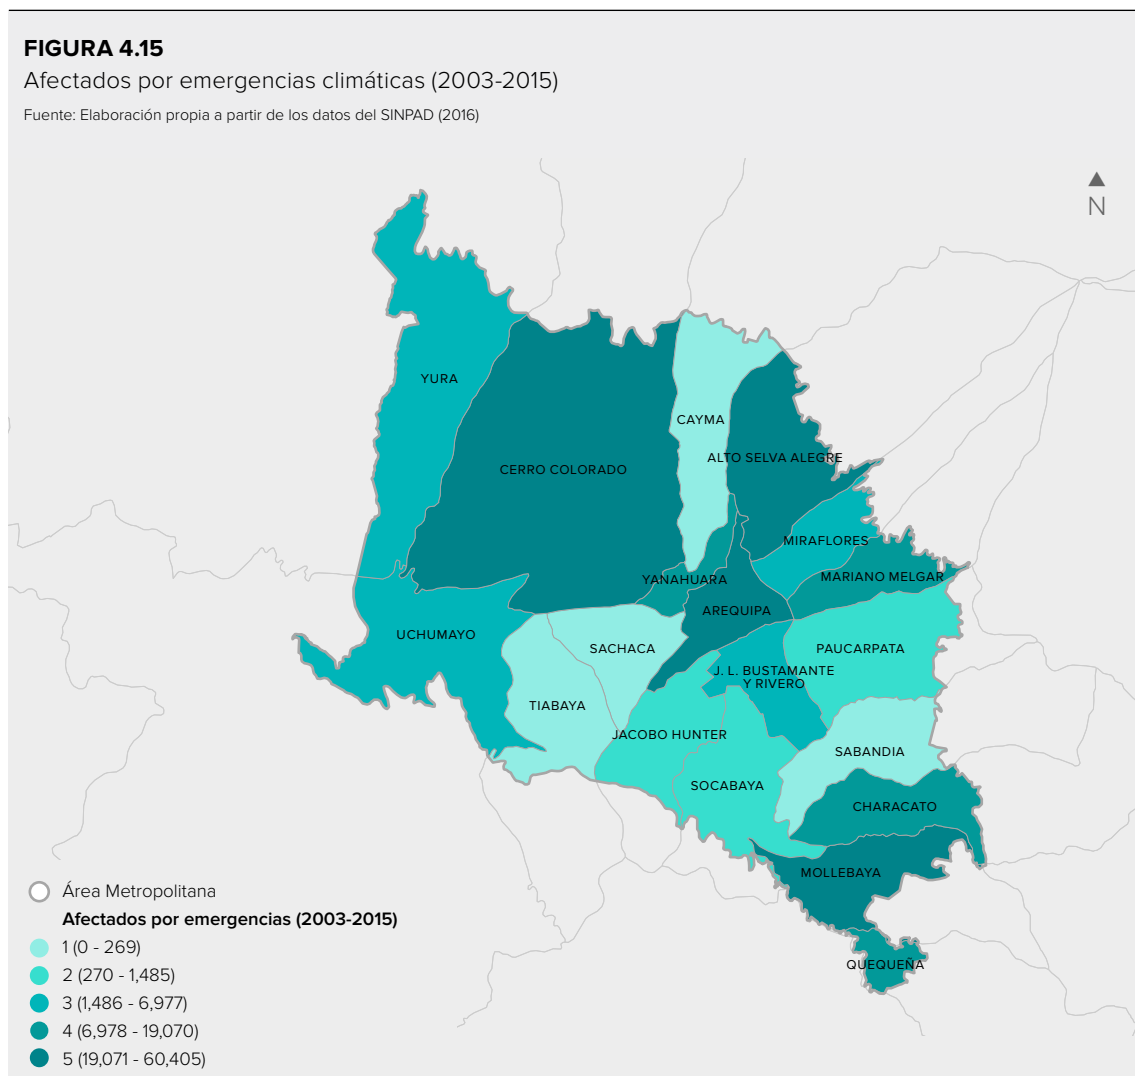 FIGURA 4.15
Afectados por emergencias climáticas (2003-2015)
Fuente: Elaboración propia a partir de los datos del SINPAD (2016)
N
YURA
CAYMA
ALTO SELVA ALEGRE
CERRO COLORADO
MIRAFLORES
YANAHUARA
MARIANO MELGAR
AREQUIPA
UCHUMAYO
SACHACA
PAUCARPATA
J. L. BUSTAMANTE
Y RIVERO
TIABAYA
JACOBO HUNTER
SABANDIA
SOCABAYA
CHARACATO
MOLLEBAYA
QUEQUEÑA
Área Metropolitana
Afectados por emergencias (2003-2015)
1 (0 - 269)
2 (270 - 1,485)
3 (1,486 - 6,977)
4 (6,978 - 19,070)
5 (19,071 - 60,405)